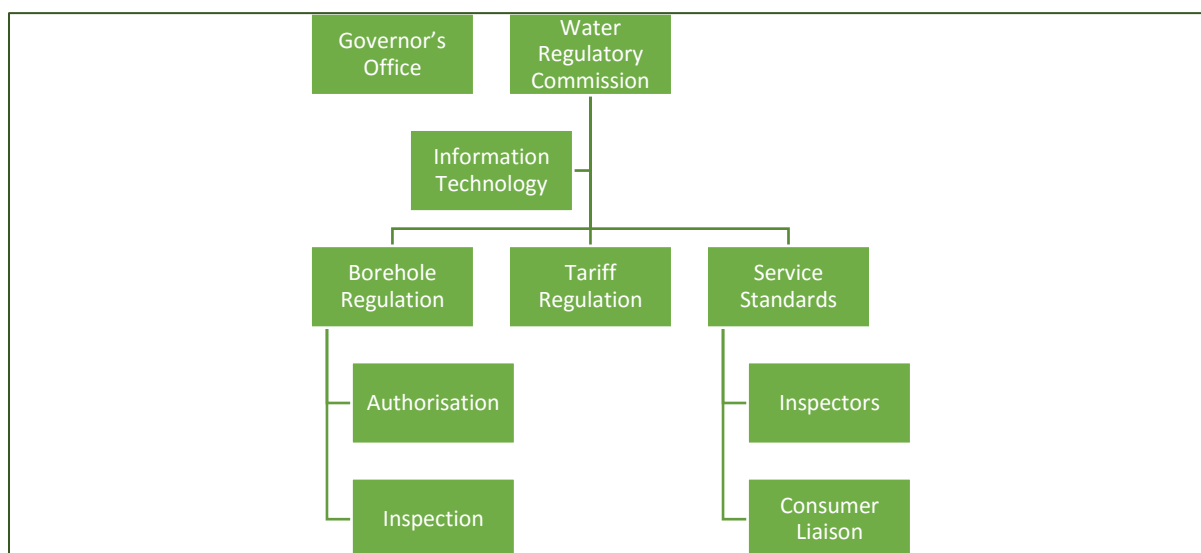 Governor’s
Office
Water
Regulatory
Commission
Information
Technology
Borehole
Regulation
Tariff
Regulation
Service
Standards
Authorisation
Inspectors
Inspection
Consumer
Liaison